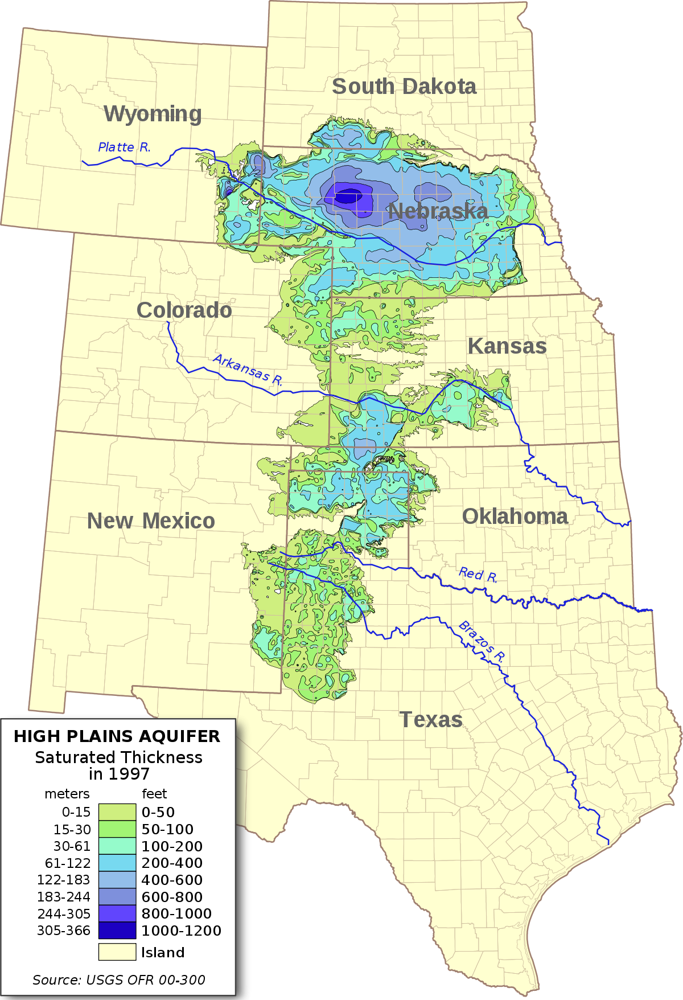 South Dakota
Wyoming
Platte R.
Nebraska
Colorado
Kansas
Arkansas R.
New Mexico
Oklahoma
Red R.
Brazos R.
Texas
HIGH PLAINS AQUIFER
Saturated Thickness
in 1997
meters feet
0-15 0-50
15-30 50-100
30-61 100-200
61-122 200-400
122-183 400-600
183-244 600-800
244-305 800-1000
305-366 1000-1200
Island
Source: USGS OFR 00-300